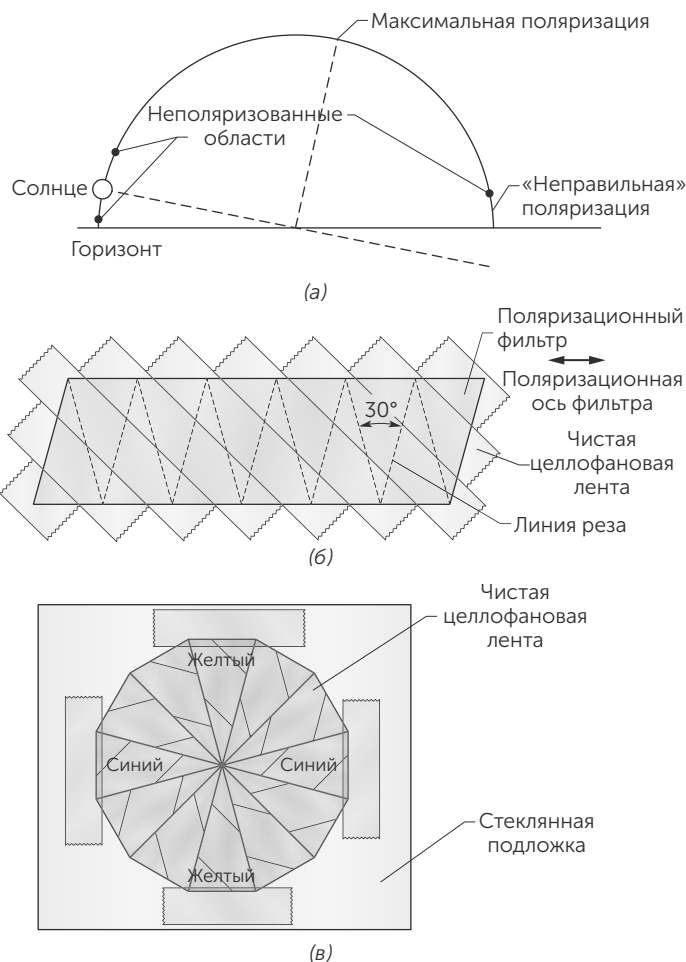 Максимальная поляризация
Неполяризованные
области
Солнце
«Неправильная»
поляризация
Горизонт
(а)
Поляризационный
фильтр
Поляризационная
ось фильтра
30°
Чистая
целлофановая
лента
Линия реза
(б)
Чистая
целлофановая
лента
Желтый
Синий
Синий
Стеклянная
подложка
Желтый
(в)